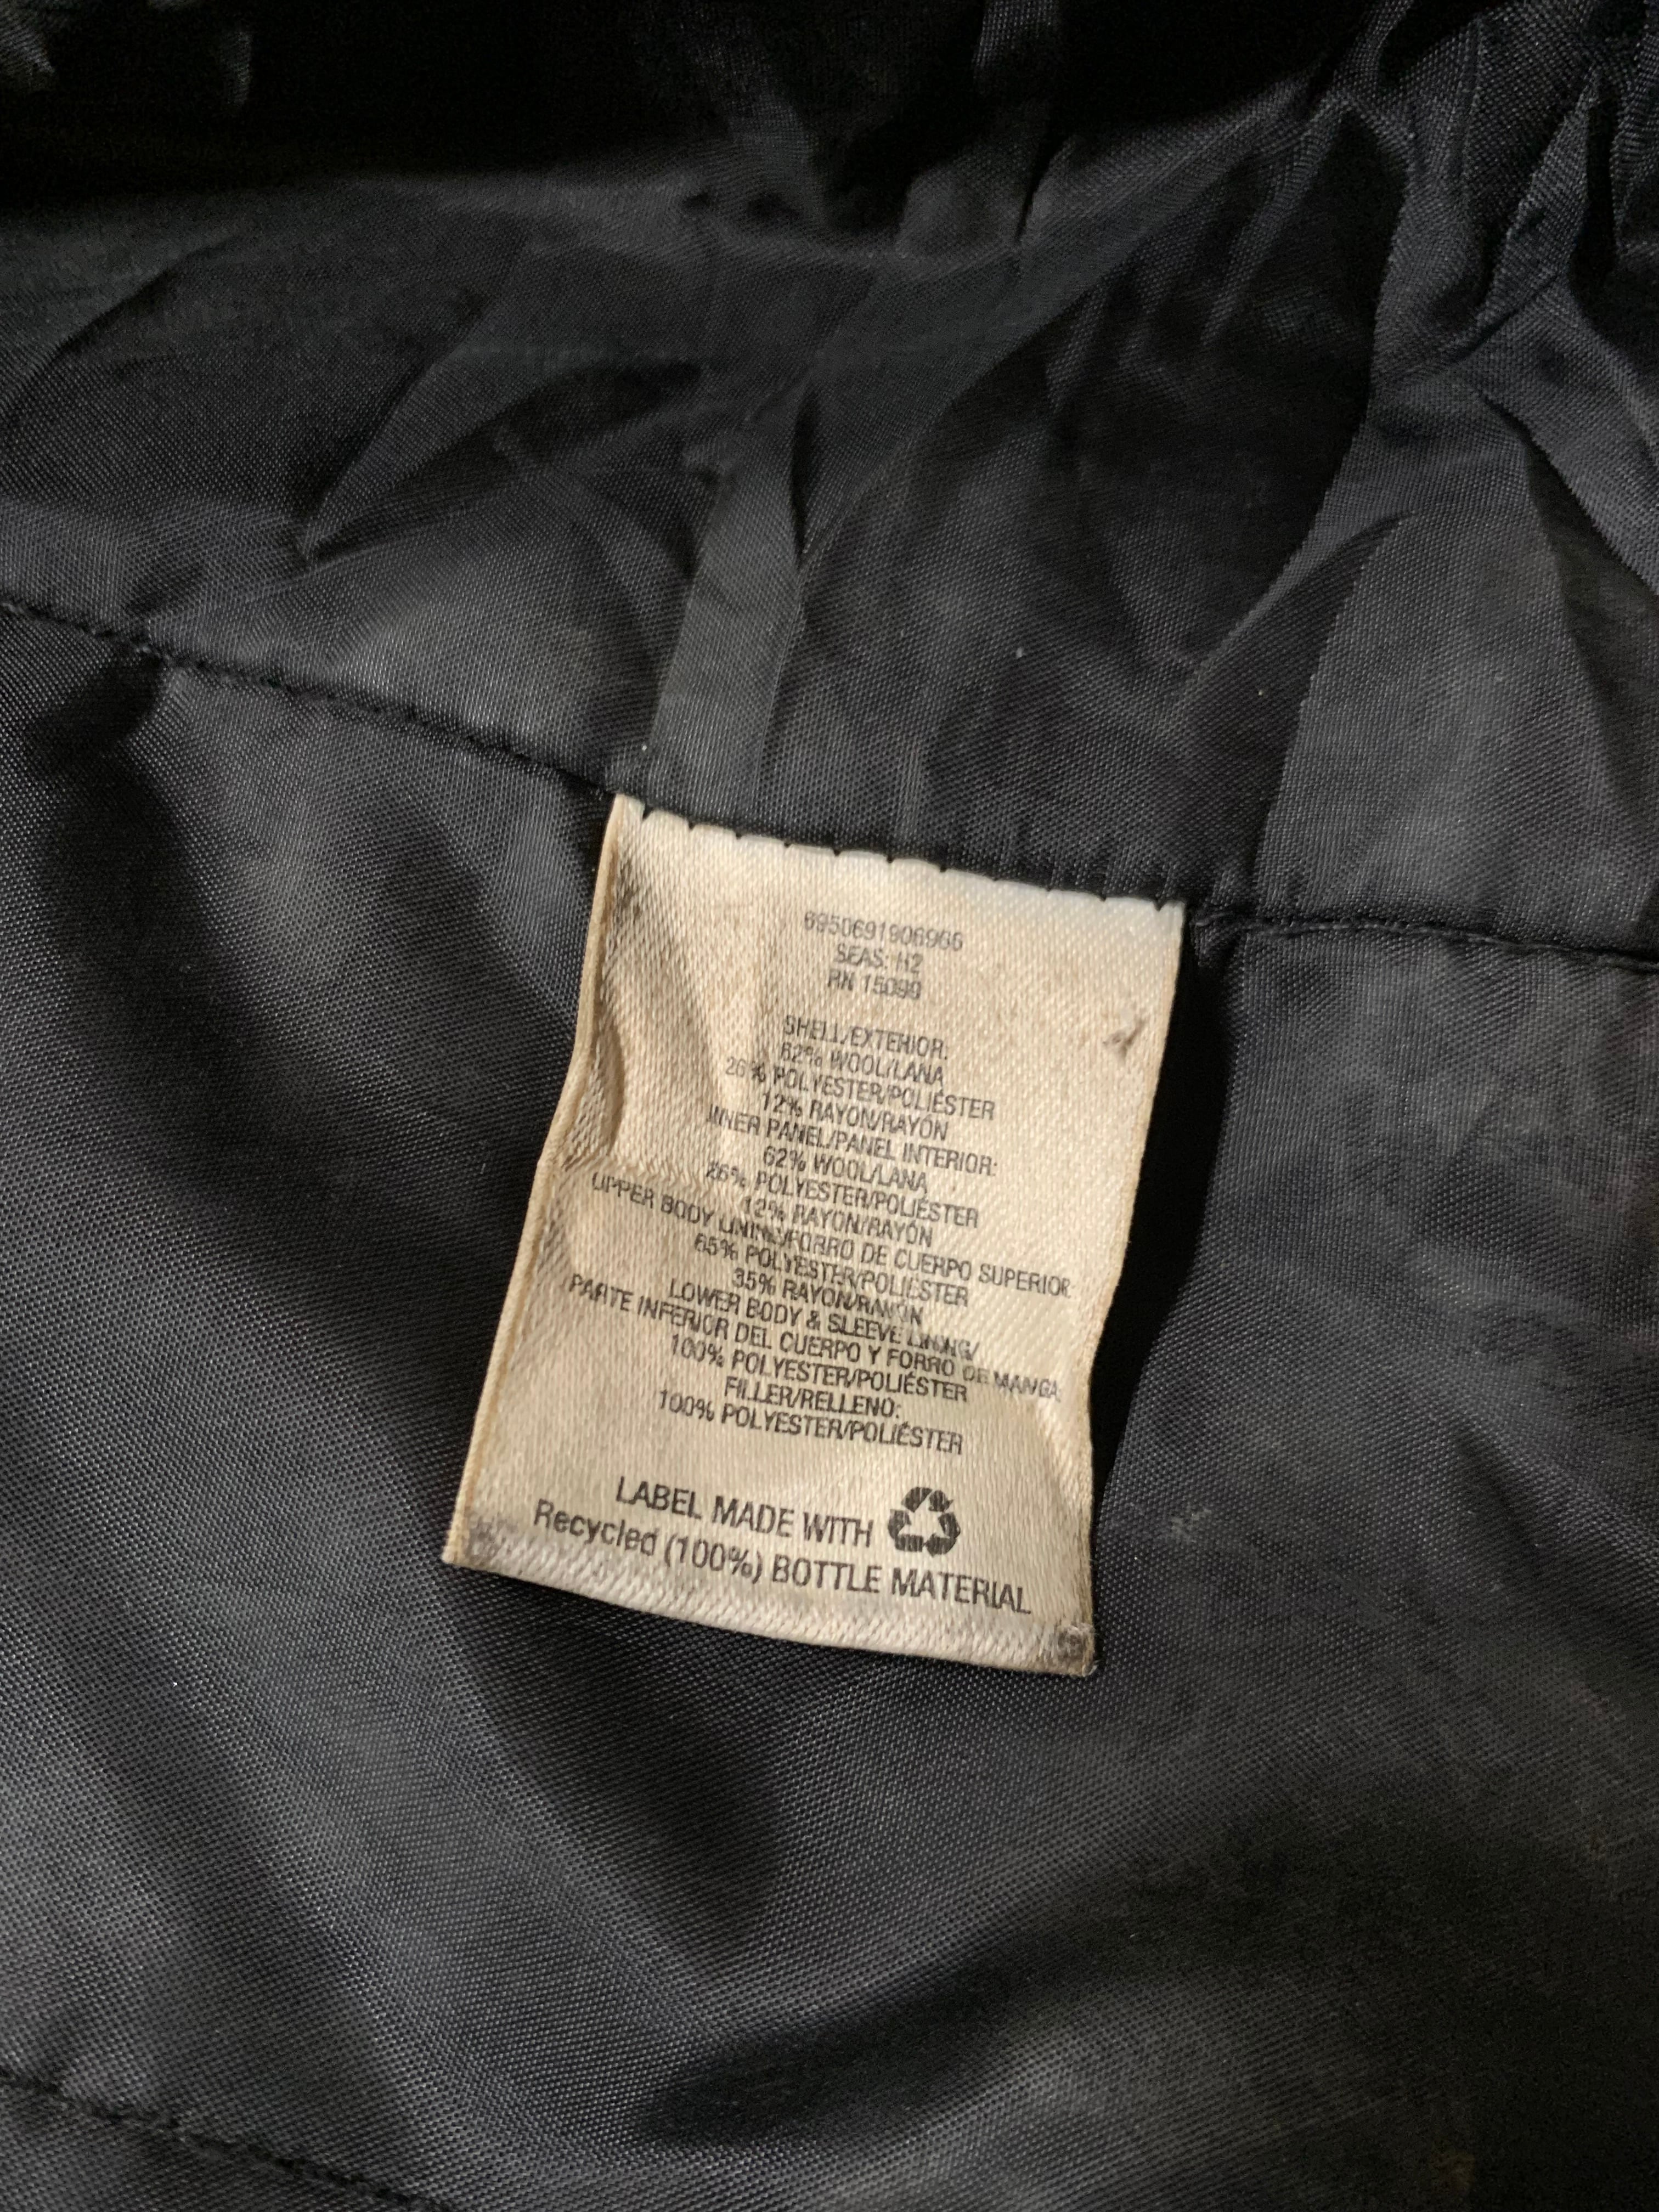 6950691906966
SEAS: H2
RN 15099
SHELL/EXTERIOR:
62% WOOL/LANA
26% POLYESTER/POLIÉSTER
12% RAYON/RAYÓN
INNER PANEL/PANEL INTERIOR:
62% WOOL/LANA
26% POLYESTER/POLIÉSTER
12% RAYON/RAYÓN
UPPER BODY LINING/FORRO DE CUERPO SUPERIOR
65% POLYESTER/POLIÉSTER
35% RAYON/RAYÓN
LOWER BODY & SLEEVE LINING/
PARTE INFERIOR DEL CUERPO Y FORRO DE MANGA
100% POLYESTER/POLIÉSTER
FILLER/RELLENO:
100% POLYESTER/POLIÉSTER
LABEL MADE WITH
Recycled (100%) BOTTLE MATERIAL